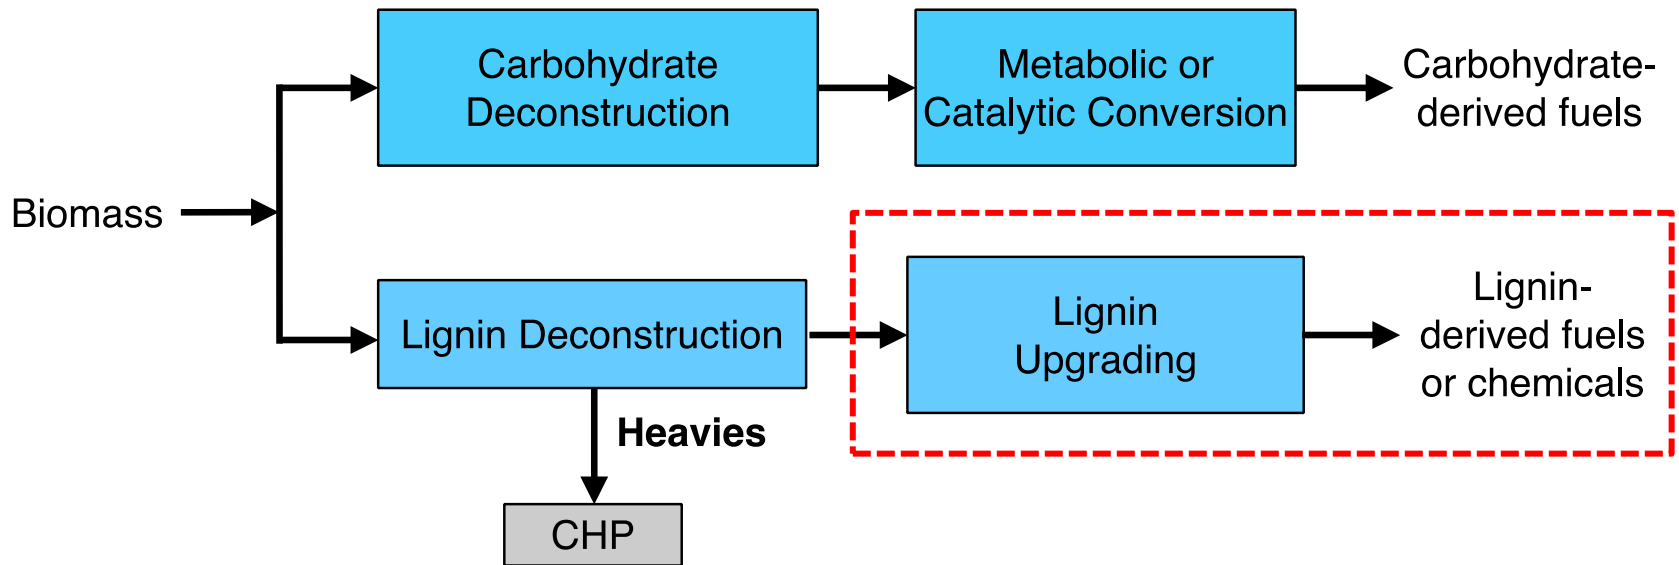 Carbohydrate
Deconstruction
Metabolic or
Catalytic Conversion
Carbohydrate-
derived fuels
Biomass
Lignin Deconstruction
Lignin
Upgrading
Lignin-
derived fuels
or chemicals
Heavies
CHP